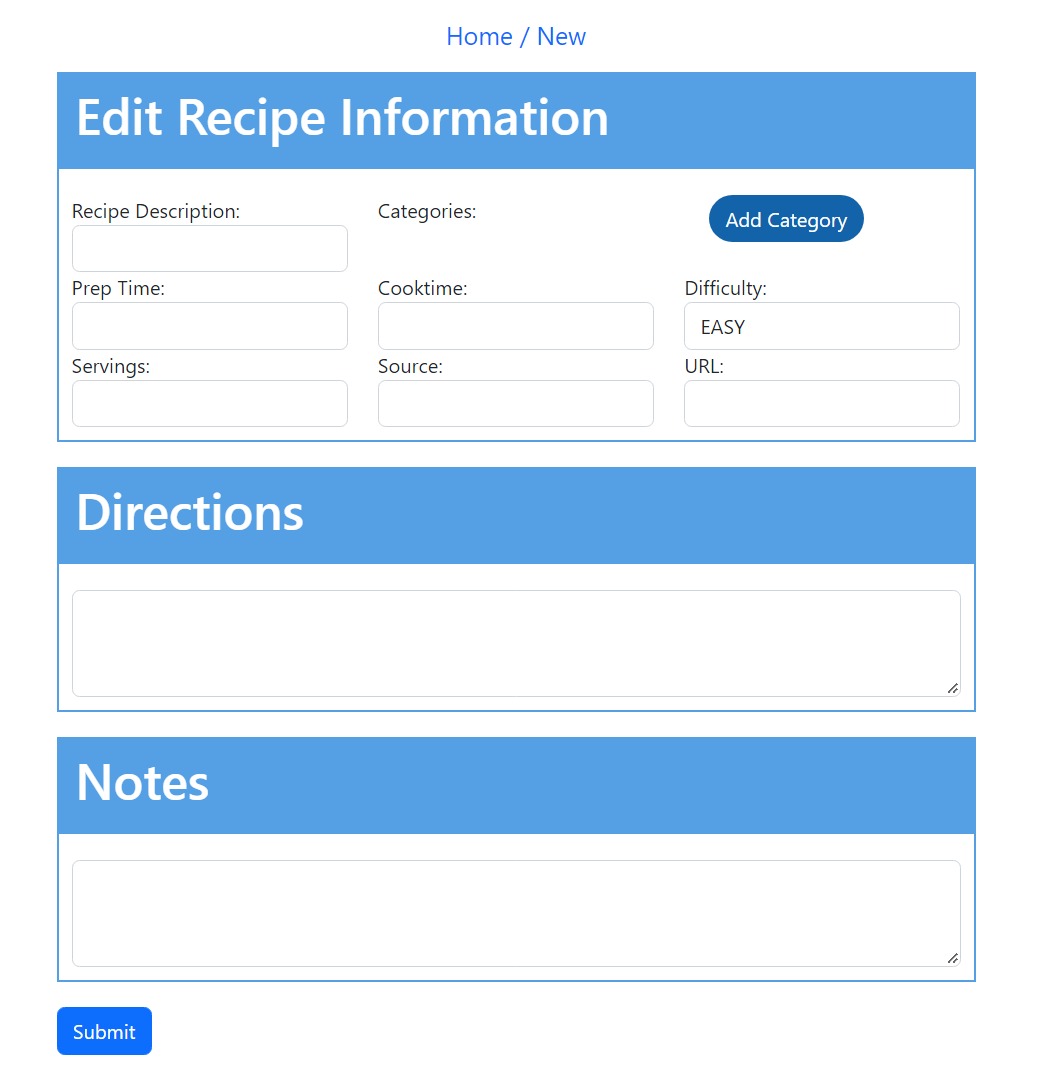 Home / New
Edit Recipe Information
Recipe Description: Categories: Add Category
Prep Time: Cooktime: Difficulty:
EASY
Servings: Source: URL:
Directions
Notes
Submit